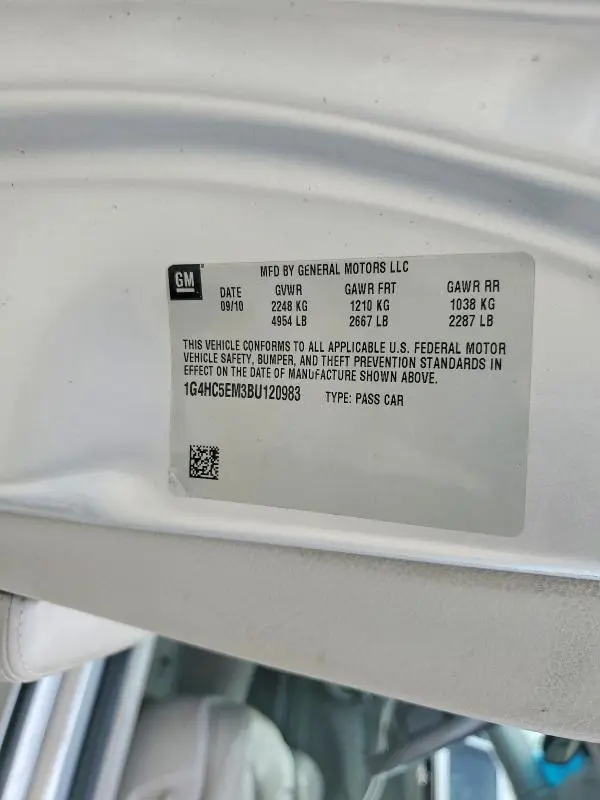 GM
MFD BY GENERAL MOTORS LLC
DATE GVWR GAWR FRT GAWR RR
09/10 2248 KG 1210 KG 1038 KG
4954 LB 2667 LB 2287 LB
THIS VEHICLE CONFORMS TO ALL APPLICABLE U.S. FEDERAL MOTOR
VEHICLE SAFETY, BUMPER, AND THEFT PREVENTION STANDARDS IN
EFFECT ON THE DATE OF MANUFACTURE SHOWN ABOVE.
1G4HC5EM3BU120983 TYPE: PASS CAR